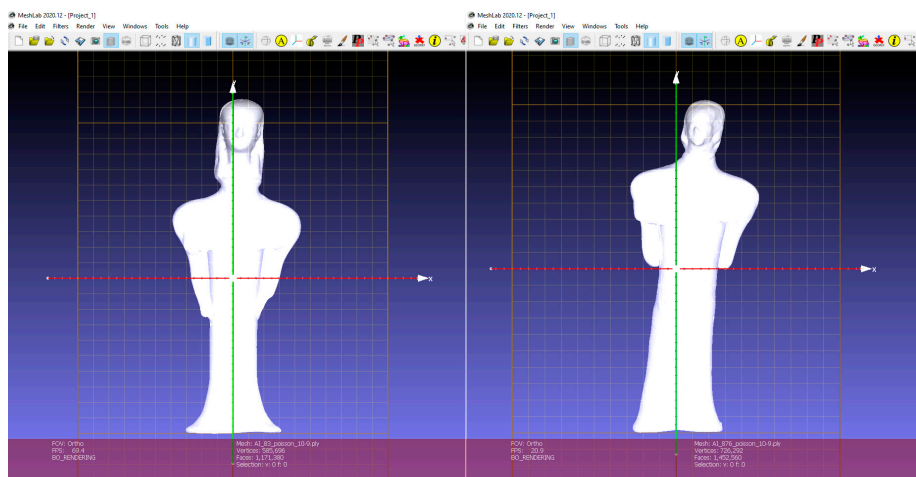 MeshLab 2020.12 - [Project_1]
File Edit Filters Render View Windows Tools Help
A
i
Y
X
FOV: Ortho
FPS: 69.4
BO_RENDERING
Mesh: AI_83_poisson_10-9.ply
Vertices: 585,696
Faces: 1,171,380
Selection: v: 0 f: 0
MeshLab 2020.12 - [Project_1]
File Edit Filters Render View Windows Tools Help
A
i
Y
X
FOV: Ortho
FPS: 20.9
BO_RENDERING
Mesh: AI_876_poisson_10-9.ply
Vertices: 726,292
Faces: 1,452,560
Selection: v: 0 f: 0